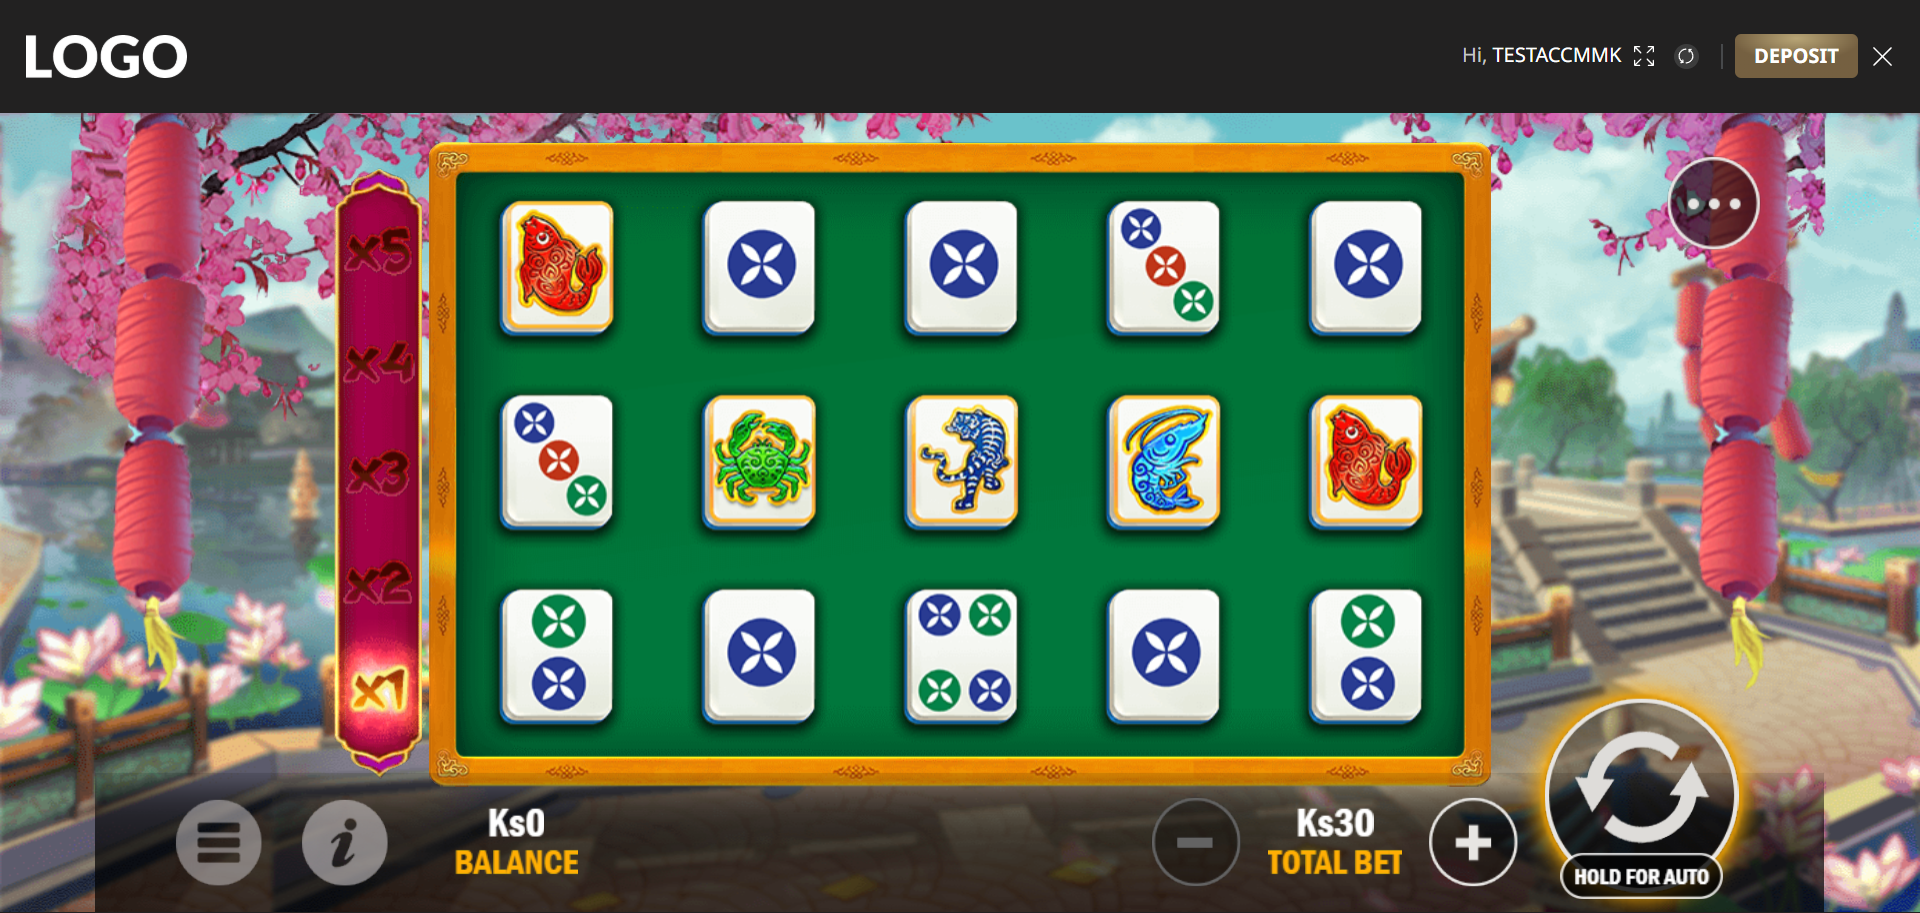 LOGO
Hi, TESTACCMMK
DEPOSIT
x5
x4
x3
x2
x1
Ks0
BALANCE
Ks30
TOTAL BET
HOLD FOR AUTO